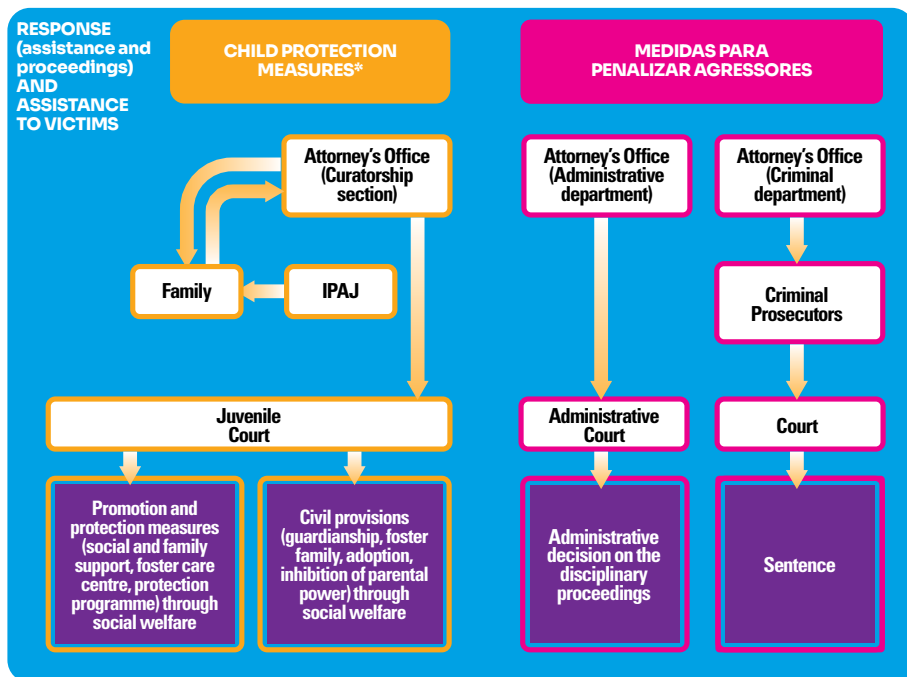 RESPONSE
(assistance and
proceedings)
AND
ASSISTANCE
TO VICTIMS
CHILD PROTECTION
MEASURES*
MEDIDAS PARA
PENALIZAR AGRESSORES
Attorney's Office
(Curatorship
section)
Attorney's Office
(Administrative
department)
Attorney's Office
(Criminal
department)
Family
IPAJ
Criminal
Prosecutors
Juvenile
Court
Administrative
Court
Court
Promotion and
protection measures
(social and family
support, foster care
centre, protection
programme) through
social welfare
Civil provisions
(guardianship, foster
family, adoption,
inhibition of parental
power) through
social welfare
Administrative
decision on the
disciplinary
proceedings
Sentence